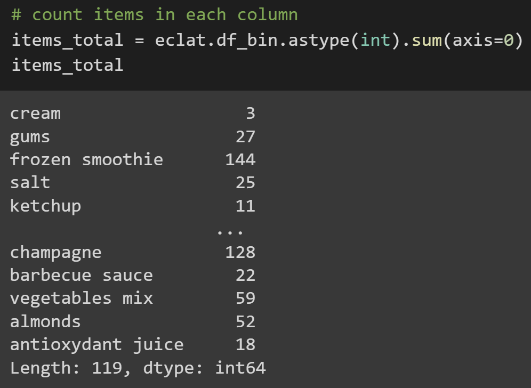 # count items in each column
items_total = eclat.df_bin.astype(int).sum(axis=0)
items_total
cream 3
gums 27
frozen smoothie 144
salt 25
ketchup 11
...
champagne 128
barbecue sauce 22
vegetables mix 59
almonds 52
antioxydant juice 18
Length: 119, dtype: int64